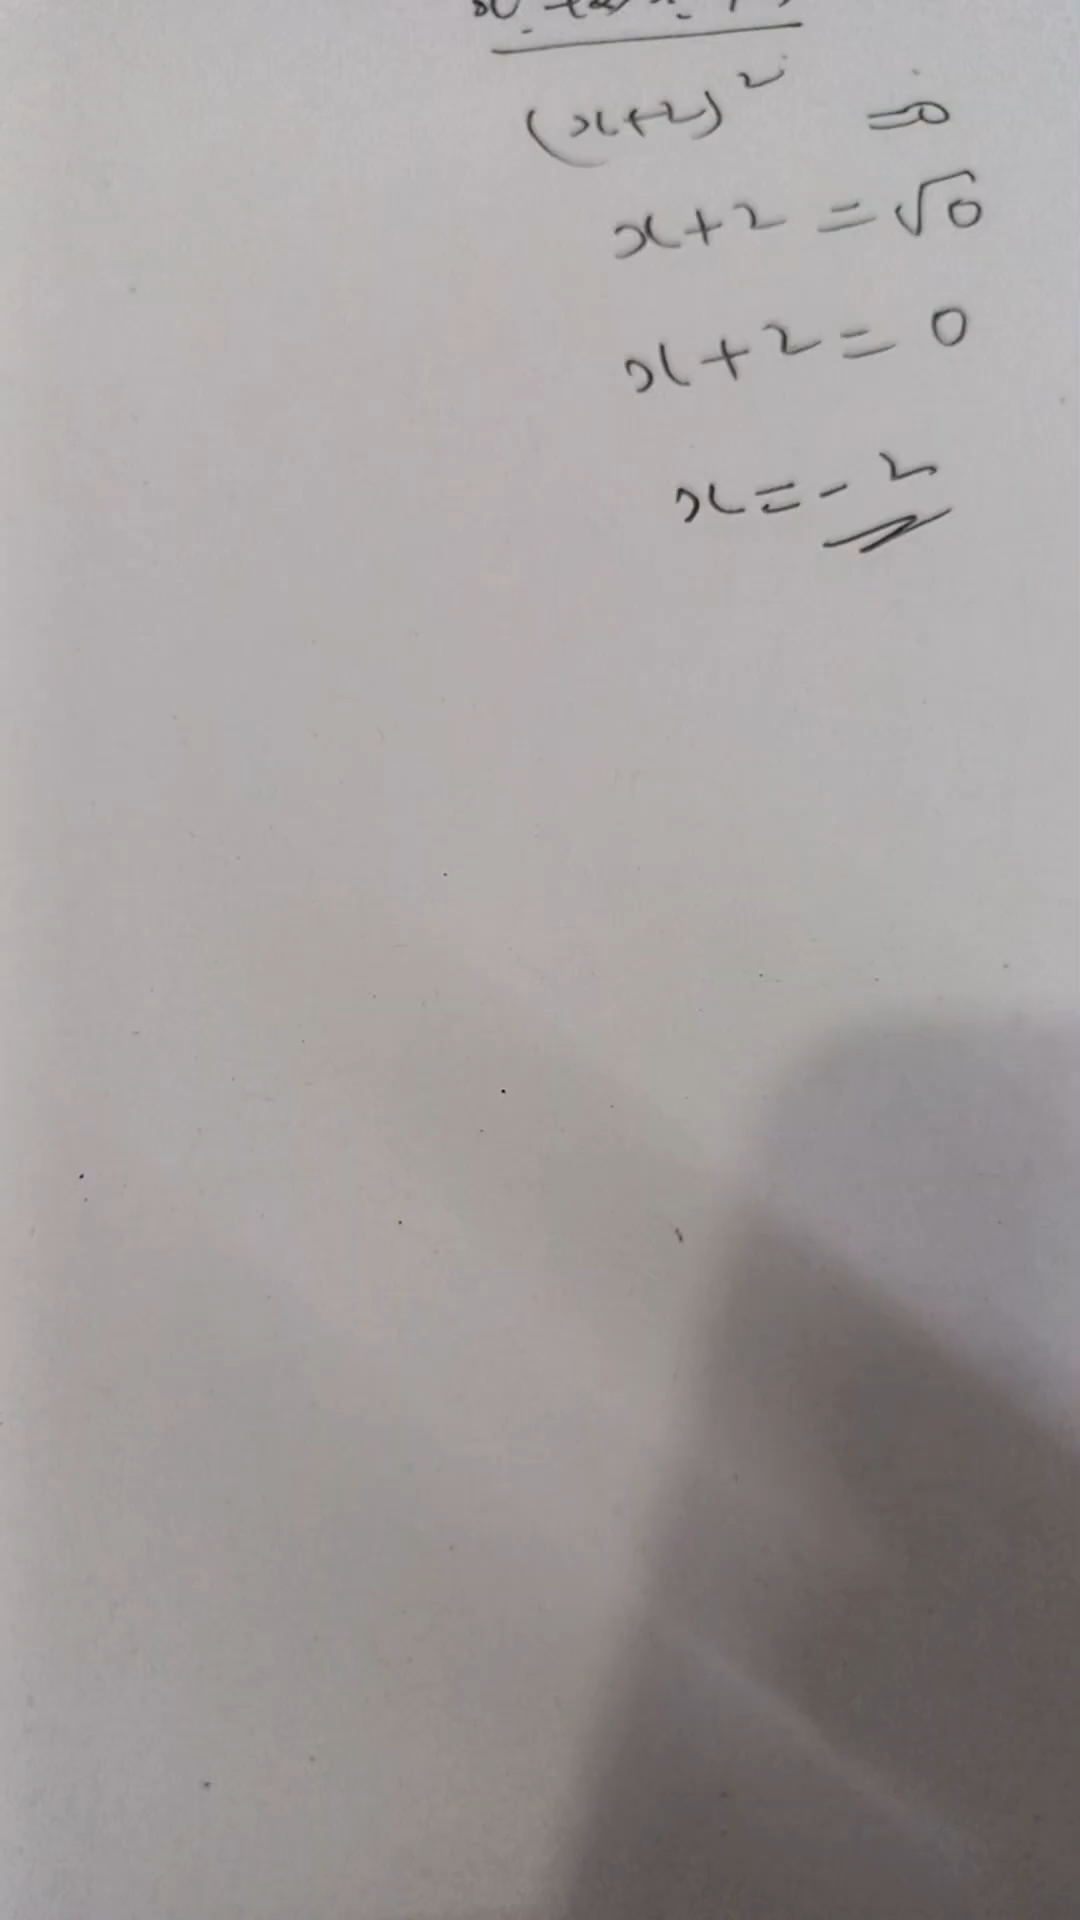 (x+2)² =0
x+2 = √0
x+2 = 0
x = -2